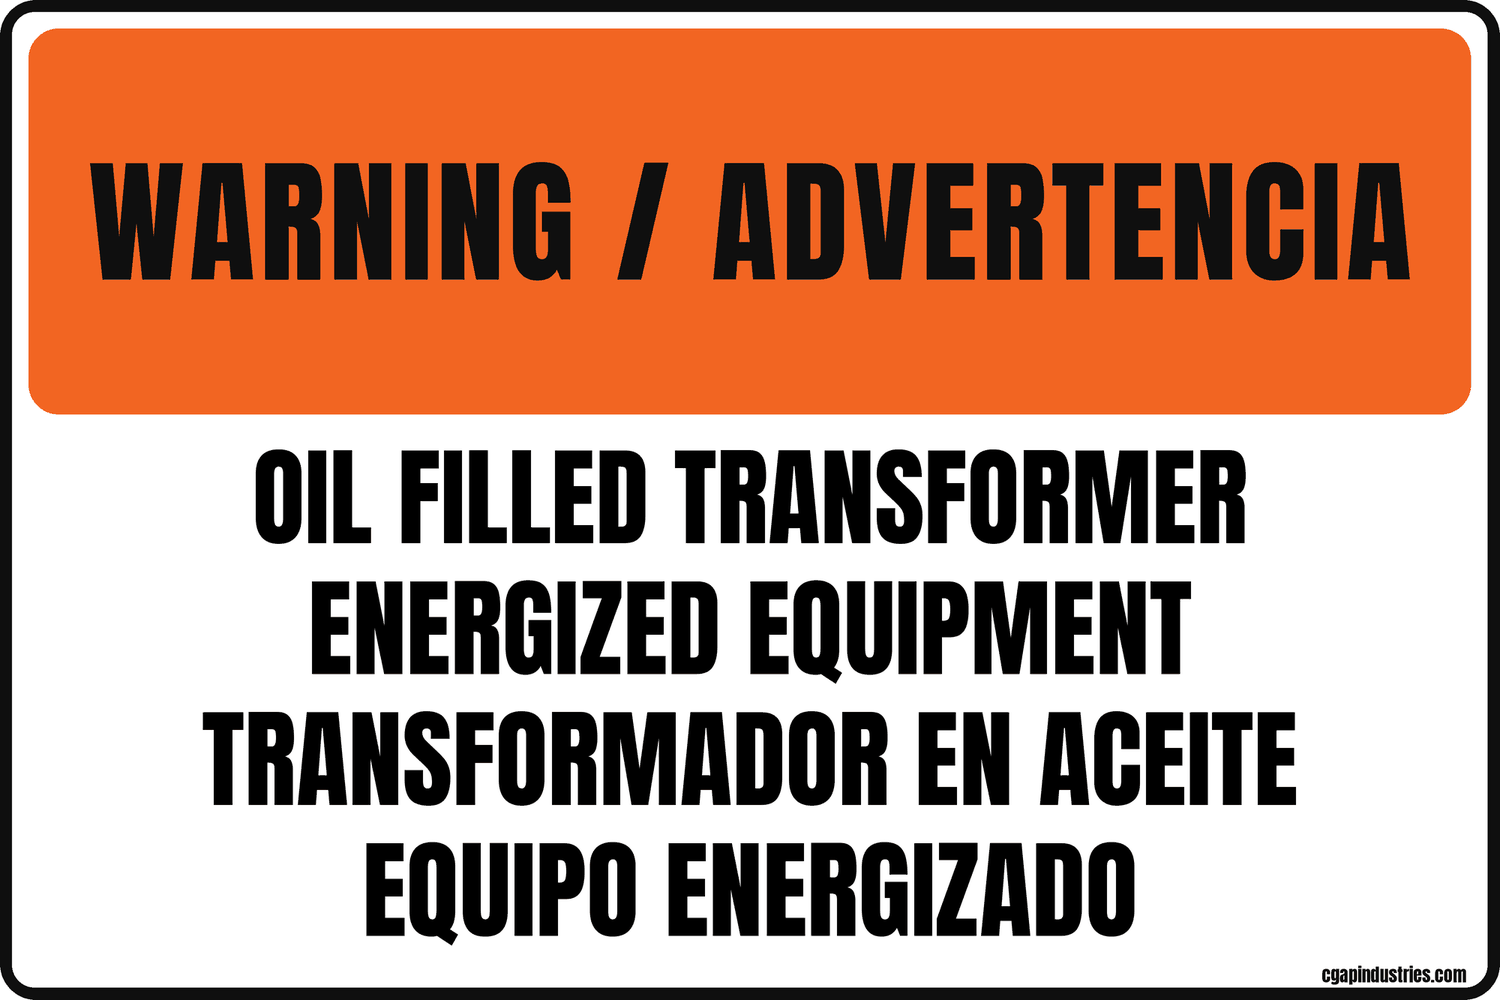 WARNING / ADVERTENCIA
OIL FILLED TRANSFORMER
ENERGIZED EQUIPMENT
TRANSFORMADOR EN ACEITE
EQUIPO ENERGIZADO
cgapindustries.com